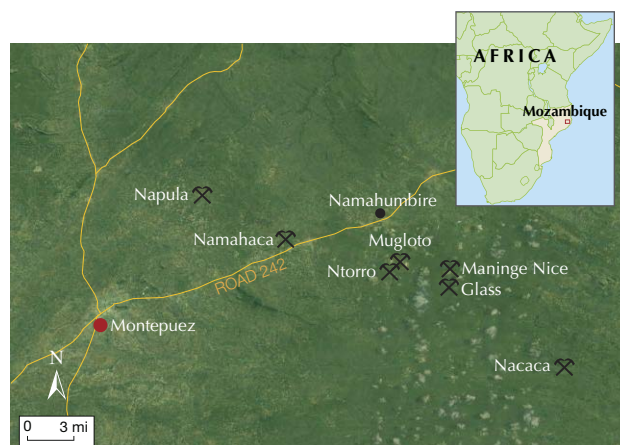 AFRICA
Mozambique
Napula
Namahumbire
Namahaca
Mugloto
Ntorro
Maninge Nice
Glass
ROAD 242
Montepuez
N
Nacaca
0 3 mi